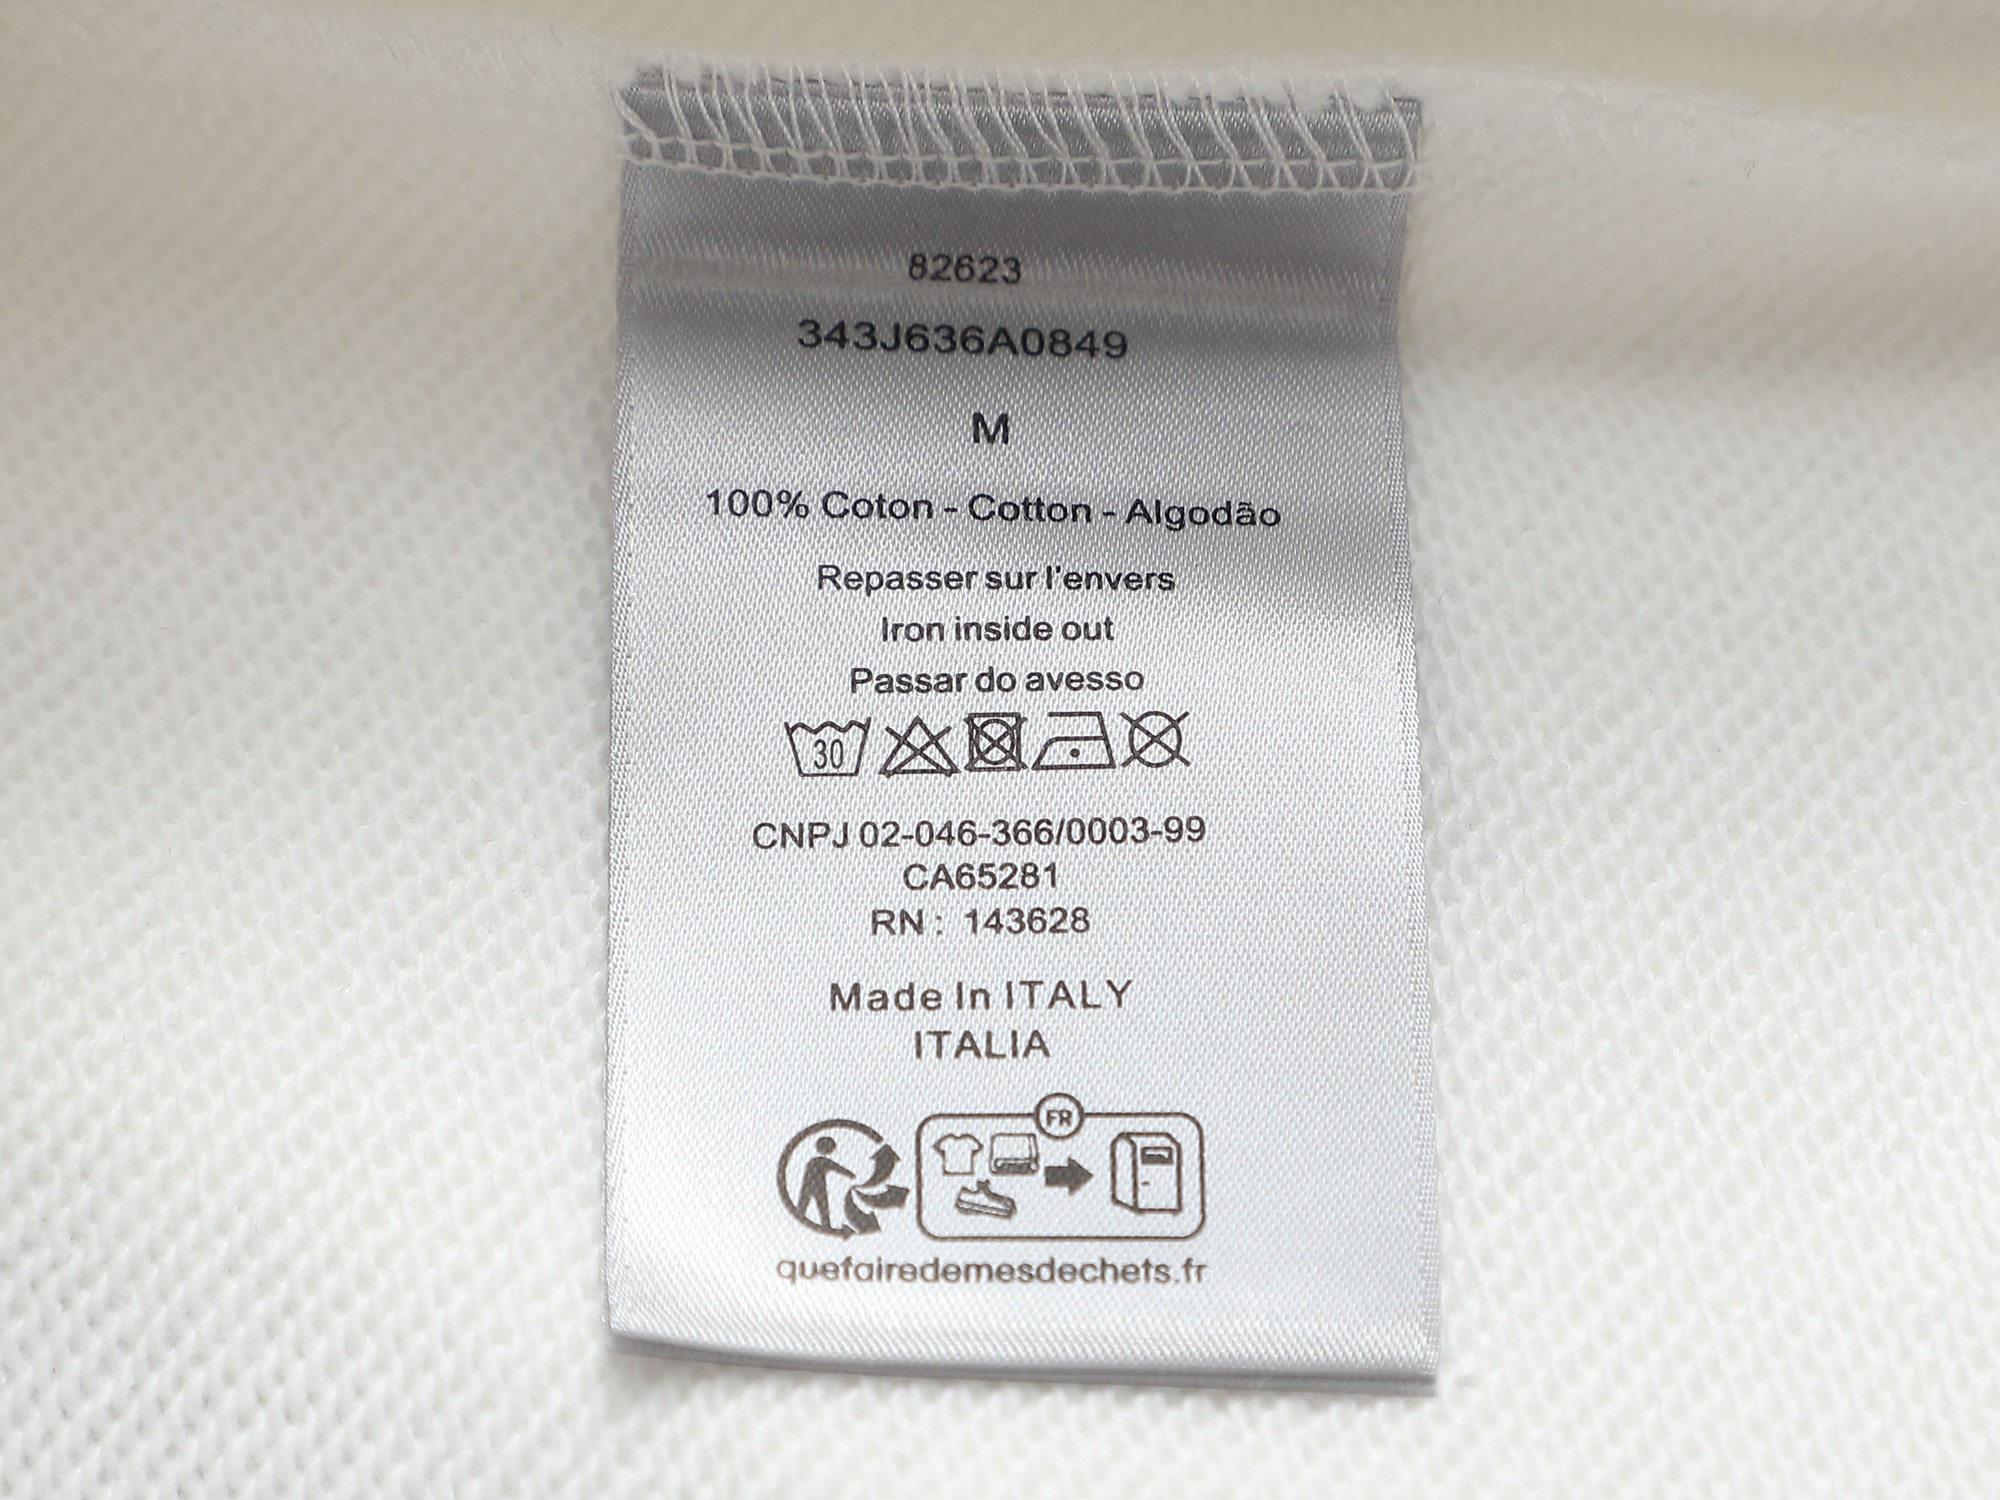 82623
343J636A0849
M
100% Coton - Cotton - Algodão
Repasser sur l'envers
Iron inside out
Passar do avesso
30
CNPJ 02-046-366/0003-99
CA65281
RN : 143628
Made In ITALY
ITALIA
FR
quefairedemesdechets.fr